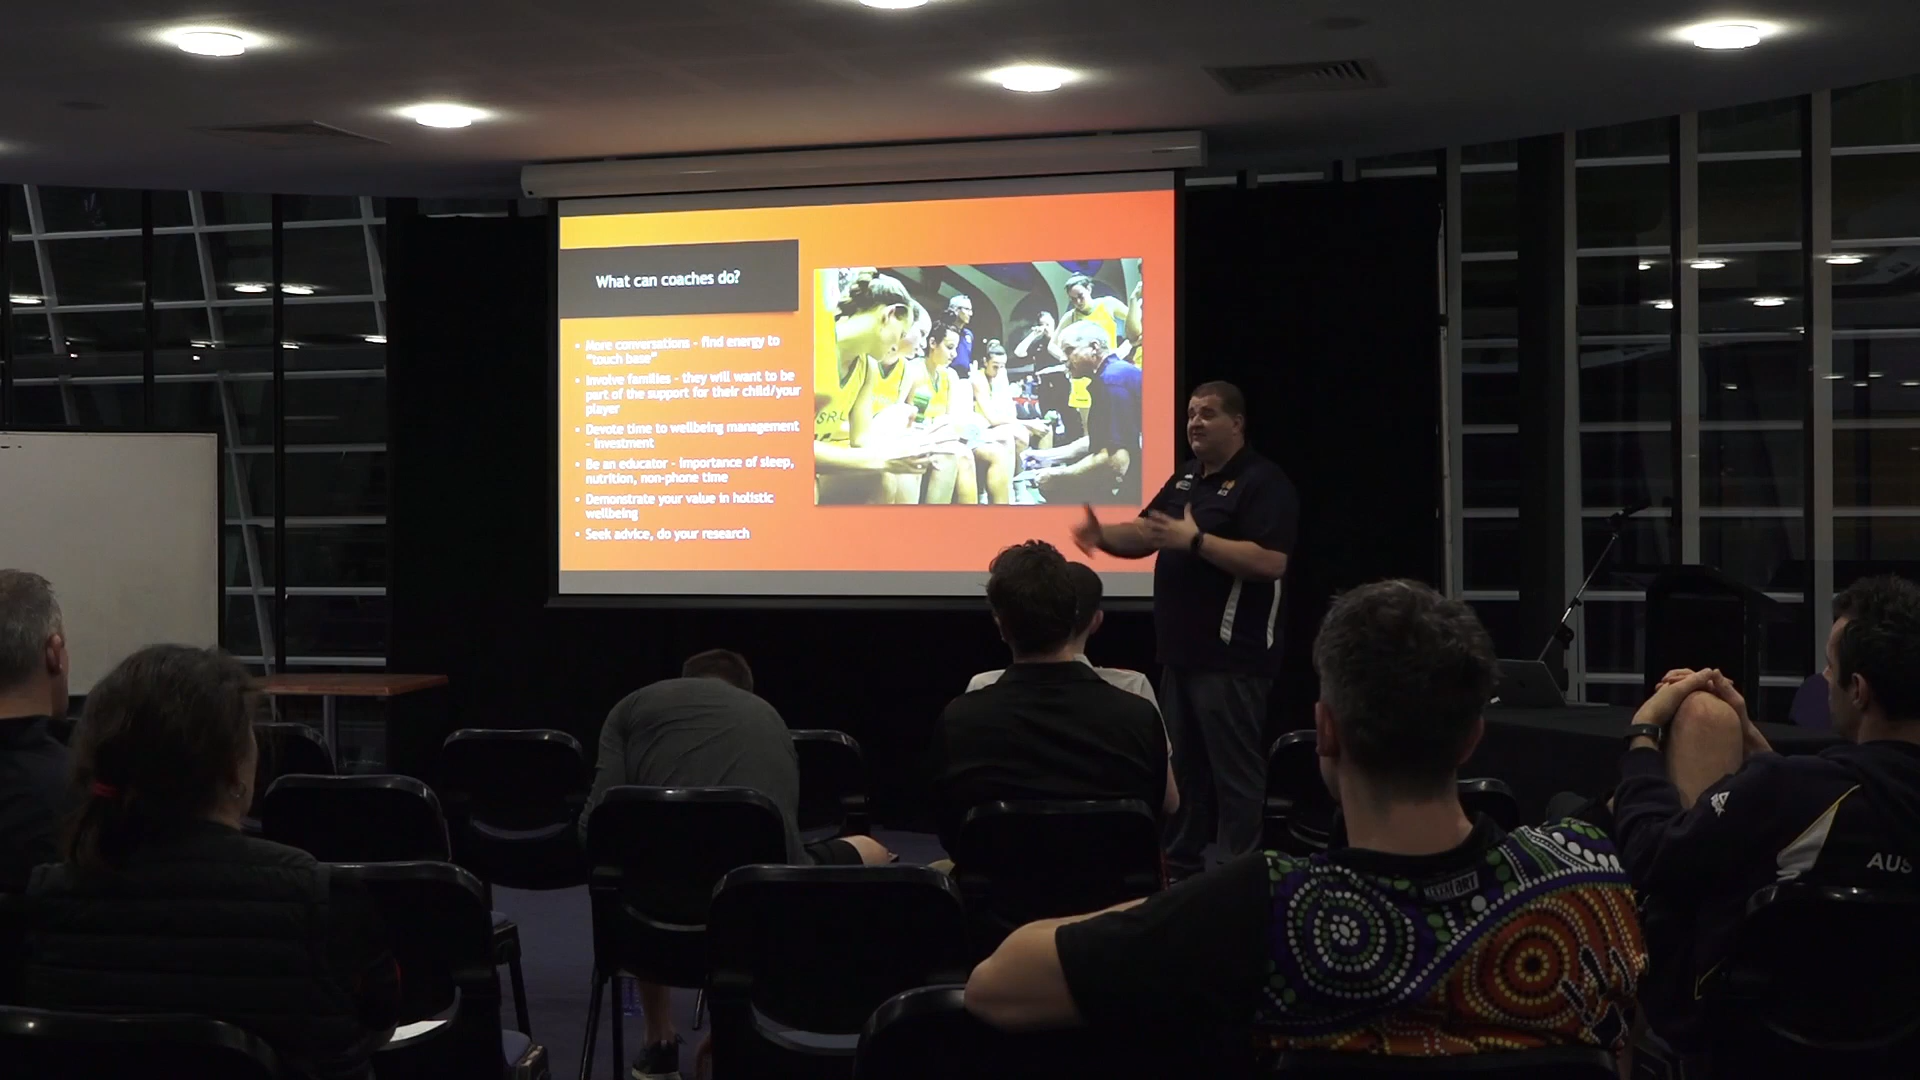 What can coaches do?
• More conversations - find energy to
"touch base"
• Involve families - they will want to be
part of the support for their child/your
player
• Devote time to wellbeing management
- investment
• Be an educator - importance of sleep,
nutrition, non-phone time
• Demonstrate your value in holistic
wellbeing
• Seek advice, do your research
AUS